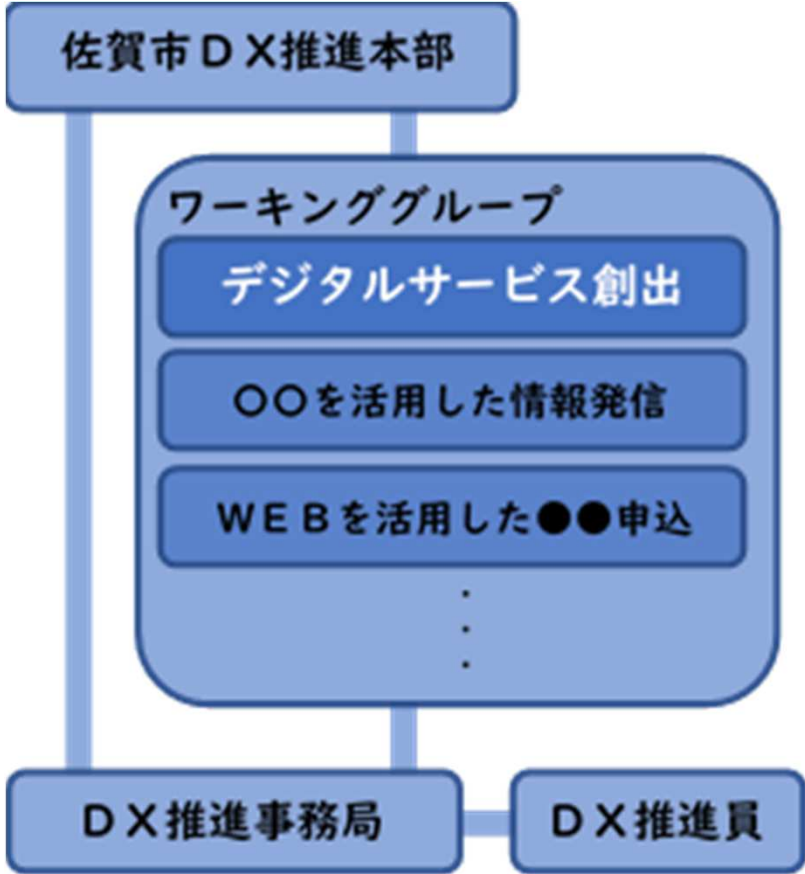 佐賀市ＤＸ推進本部
ワーキンググループ
デジタルサービス創出
〇〇を活用した情報発信
ＷＥＢを活用した●●申込
・
・
・
ＤＸ推進事務局
ＤＸ推進員